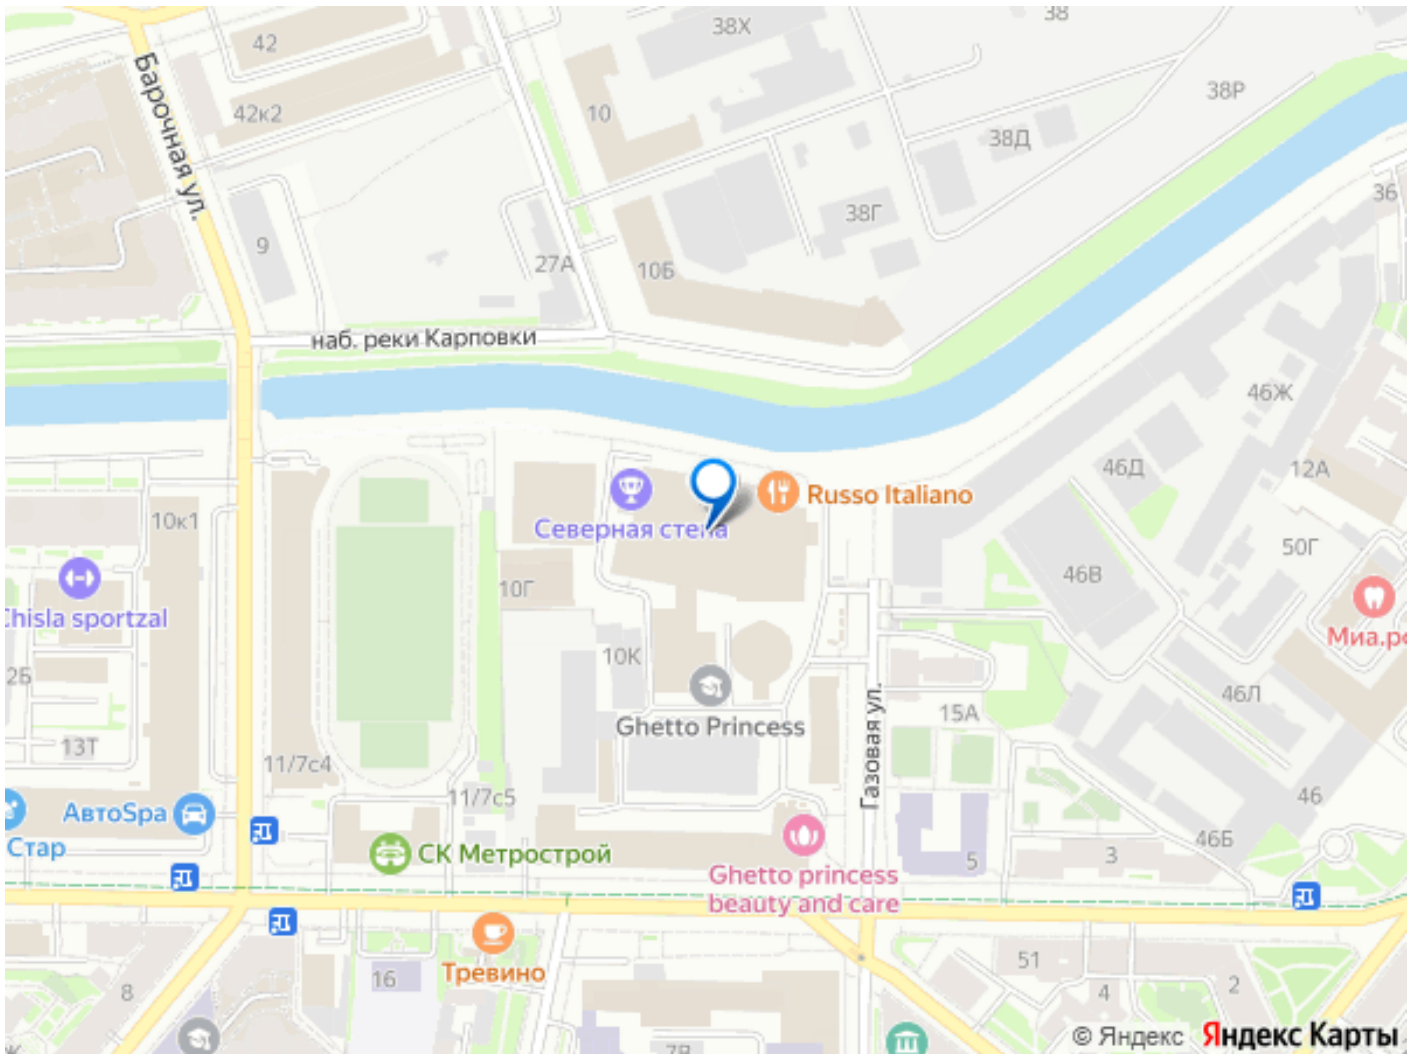 38Х
38
42
Барочная ул.
38Р
42к2
10
38Д
36
38Г
9
27А
10Б
наб. реки Карповки
46Ж
46Д
12А
Russo Italiano
10к1
Северная стена
50Г
46В
10Г
Chisla sportzal
Миа.ро
10К
2Б
46Л
Газовая ул.
15А
Ghetto Princess
13Т
11/7с4
11/7с5
46
АвтоSpa
46Б
Стар
СК Метрострой
3
5
Ghetto princess
beauty and care
51
Тревино
16
8
4
2
© Яндекс Яндекс Карты
7В